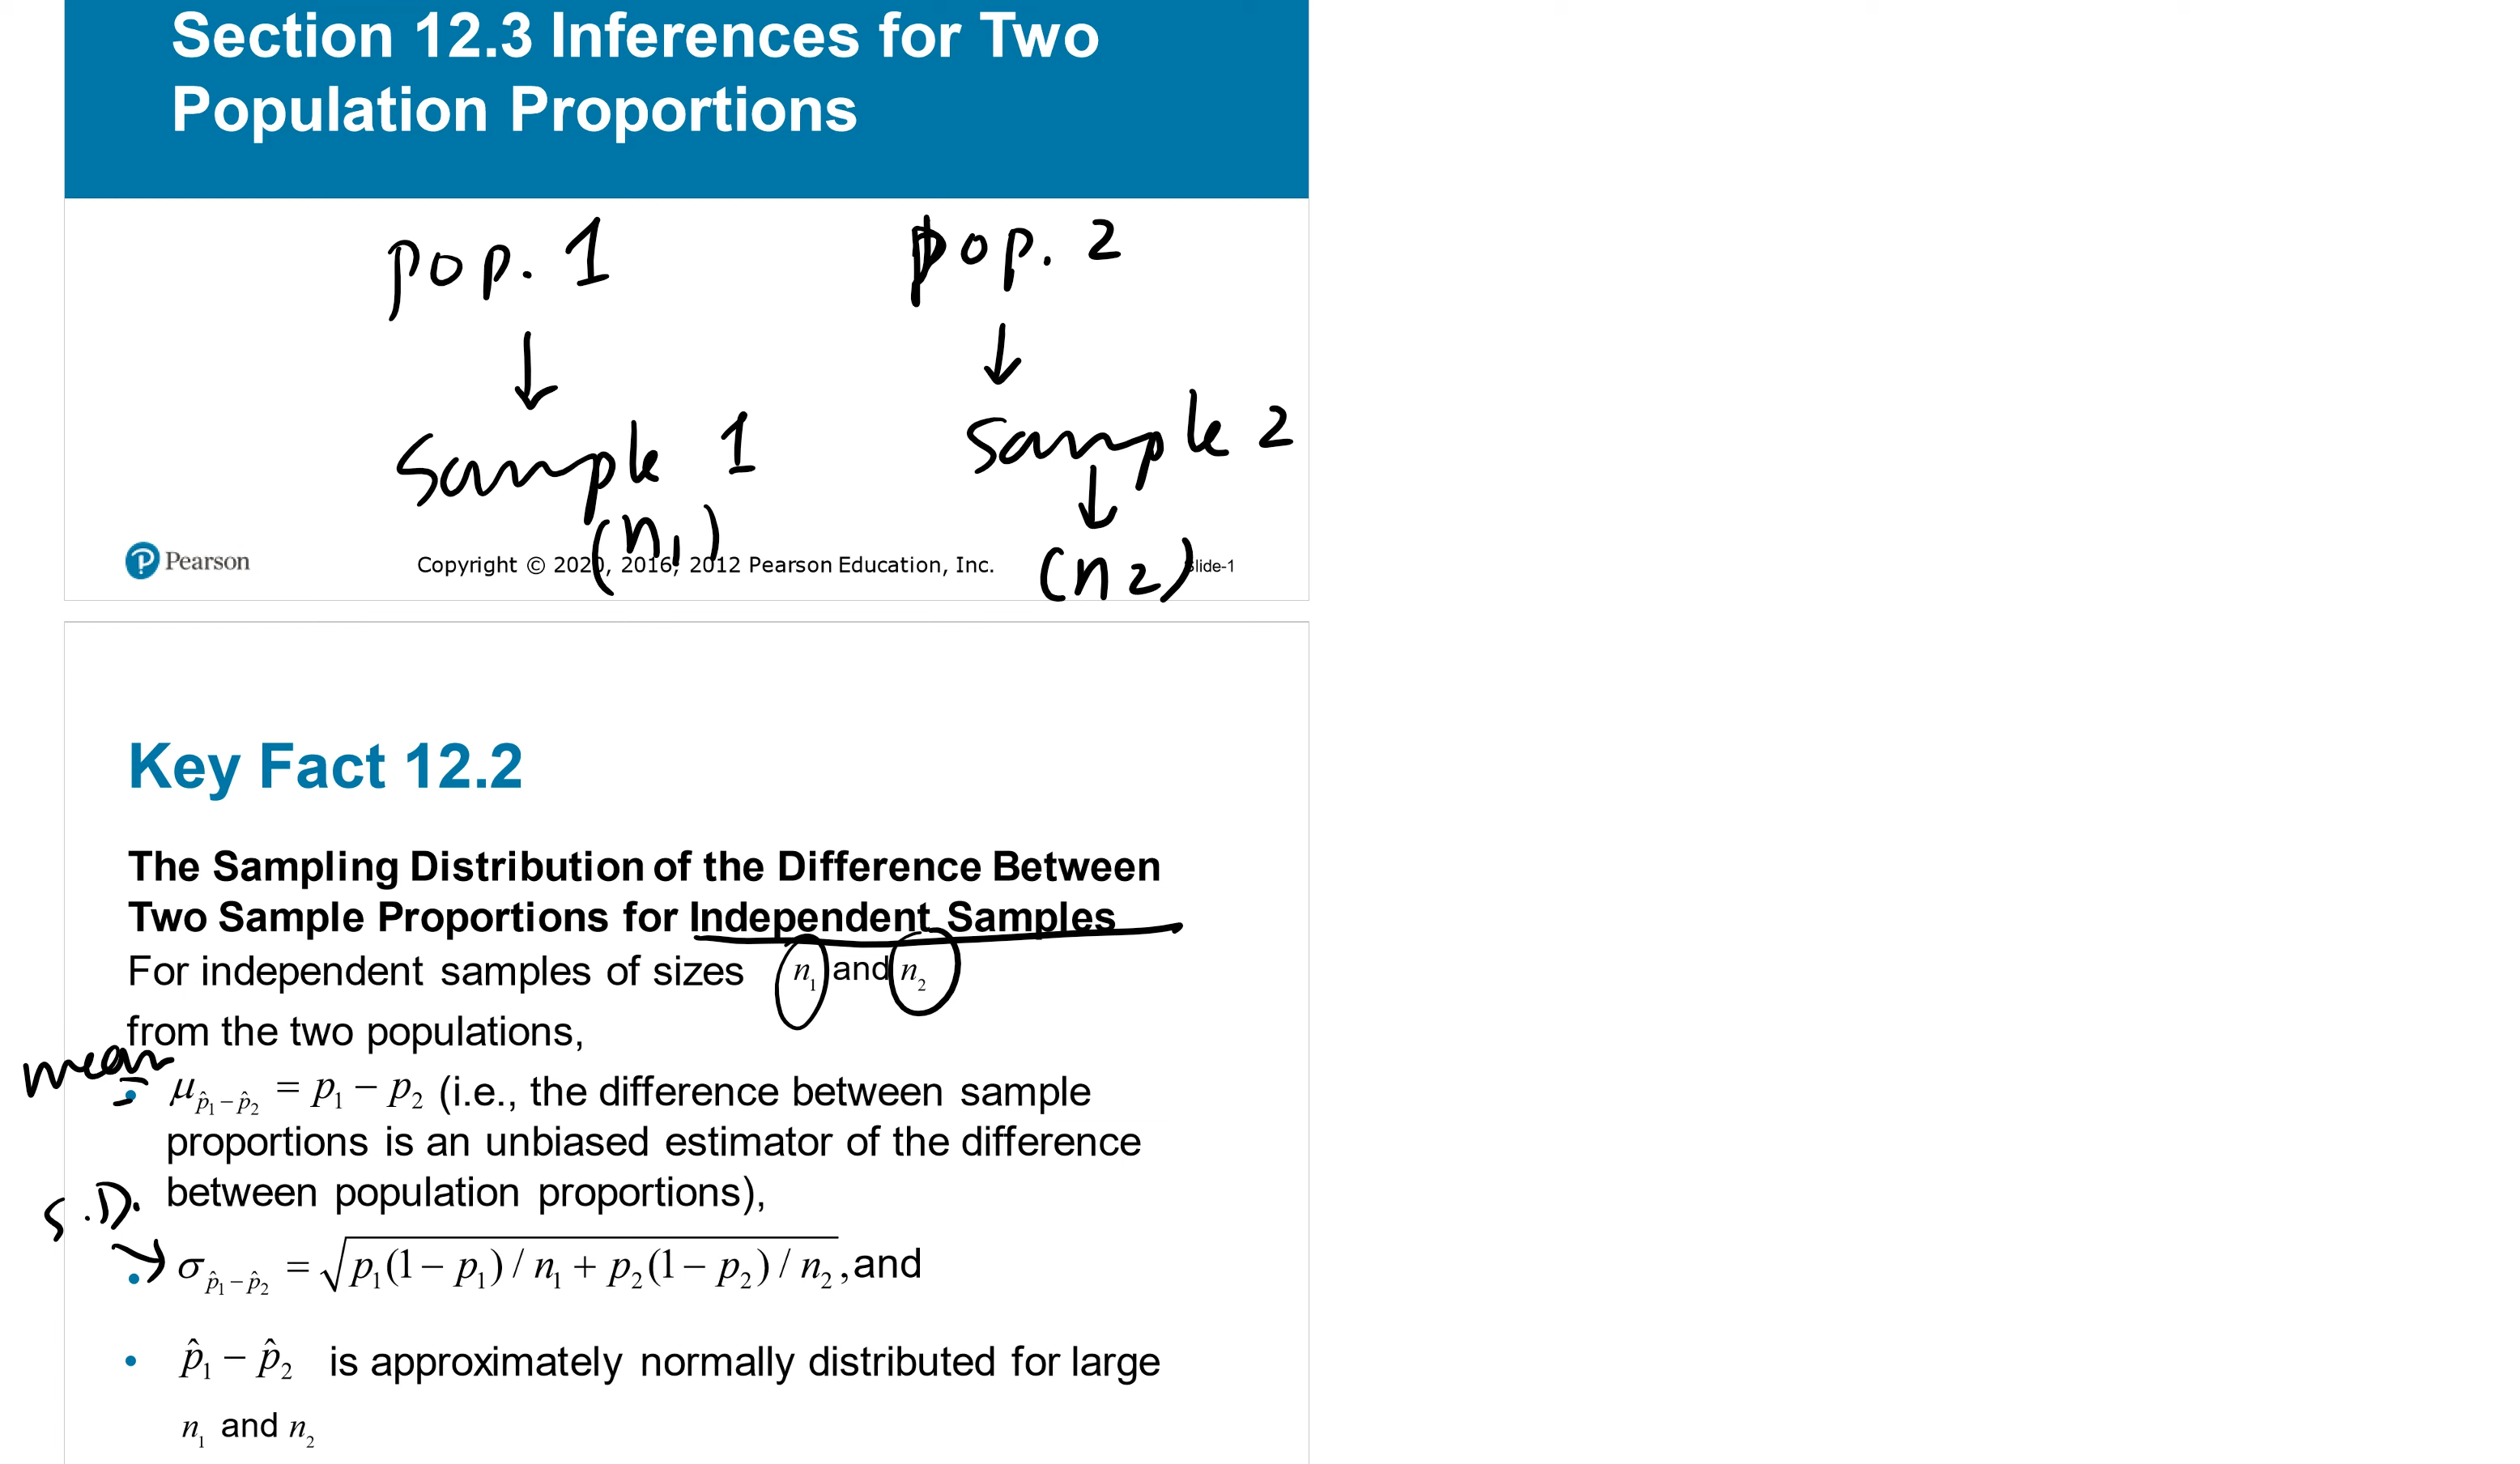 Section 12.3 Inferences for Two
Population Proportions
pop. 1 pop. 2
↓ ↓
Sample 1 Sample 2
↓
(n₁) (n₂)
Pearson Copyright © 2020, 2016, 2012 Pearson Education, Inc. Slide-1
Key Fact 12.2
The Sampling Distribution of the Difference Between
Two Sample Proportions for Independent Samples
For independent samples of sizes n₁ and n₂
from the two populations,
mean
• μ_{p̂₁−p̂₂} = p₁ − p₂ (i.e., the difference between sample
proportions is an unbiased estimator of the difference
between population proportions),
S.D.
→
• σ_{p̂₁−p̂₂} = √(p₁(1−p₁)/n₁ + p₂(1−p₂)/n₂), and
• p̂₁ − p̂₂ is approximately normally distributed for large
n₁ and n₂